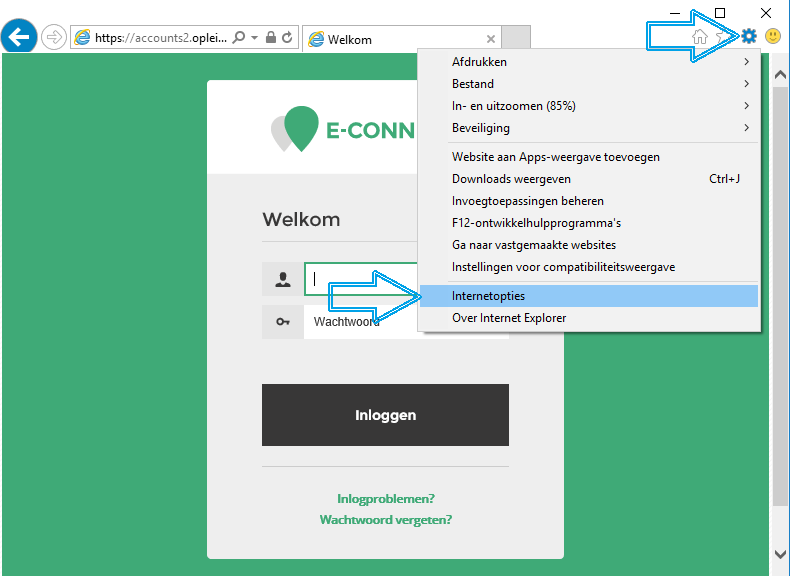 https://accounts2.oplei...
Welkom
Afdrukken
Bestand
In- en uitzoomen (85%)
Beveiliging
Website aan Apps-weergave toevoegen
Downloads weergeven Ctrl+J
Invoegtoepassingen beheren
F12-ontwikkelhulpprogramma's
Ga naar vastgemaakte websites
Instellingen voor compatibiliteitsweergave
Internetopties
Over Internet Explorer
E-CONN
Welkom
Wachtwoord
Inloggen
Inlogproblemen?
Wachtwoord vergeten?